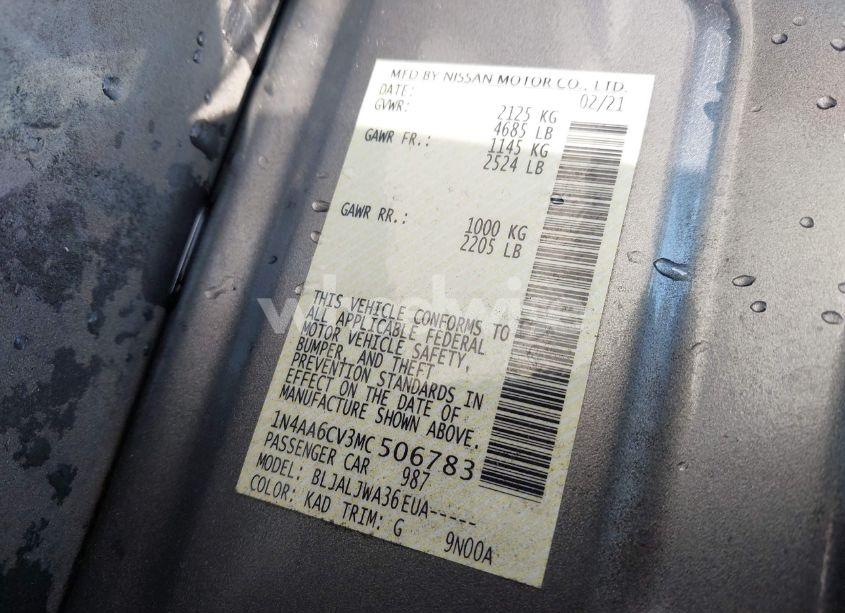 MFD BY NISSAN MOTOR CO., LTD.
DATE: 02/21
GVWR: 2125 KG
4685 LB
GAWR FR.: 1145 KG
2524 LB
GAWR RR.: 1000 KG
2205 LB
THIS VEHICLE CONFORMS TO
ALL APPLICABLE FEDERAL
MOTOR VEHICLE SAFETY,
BUMPER, AND THEFT
PREVENTION STANDARDS IN
EFFECT ON THE DATE OF
MANUFACTURE SHOWN ABOVE.
1N4AA6CV3MC506783
PASSENGER CAR 987
MODEL: BLJALJWA36EUA-----
COLOR: KAD TRIM: G 9N00A